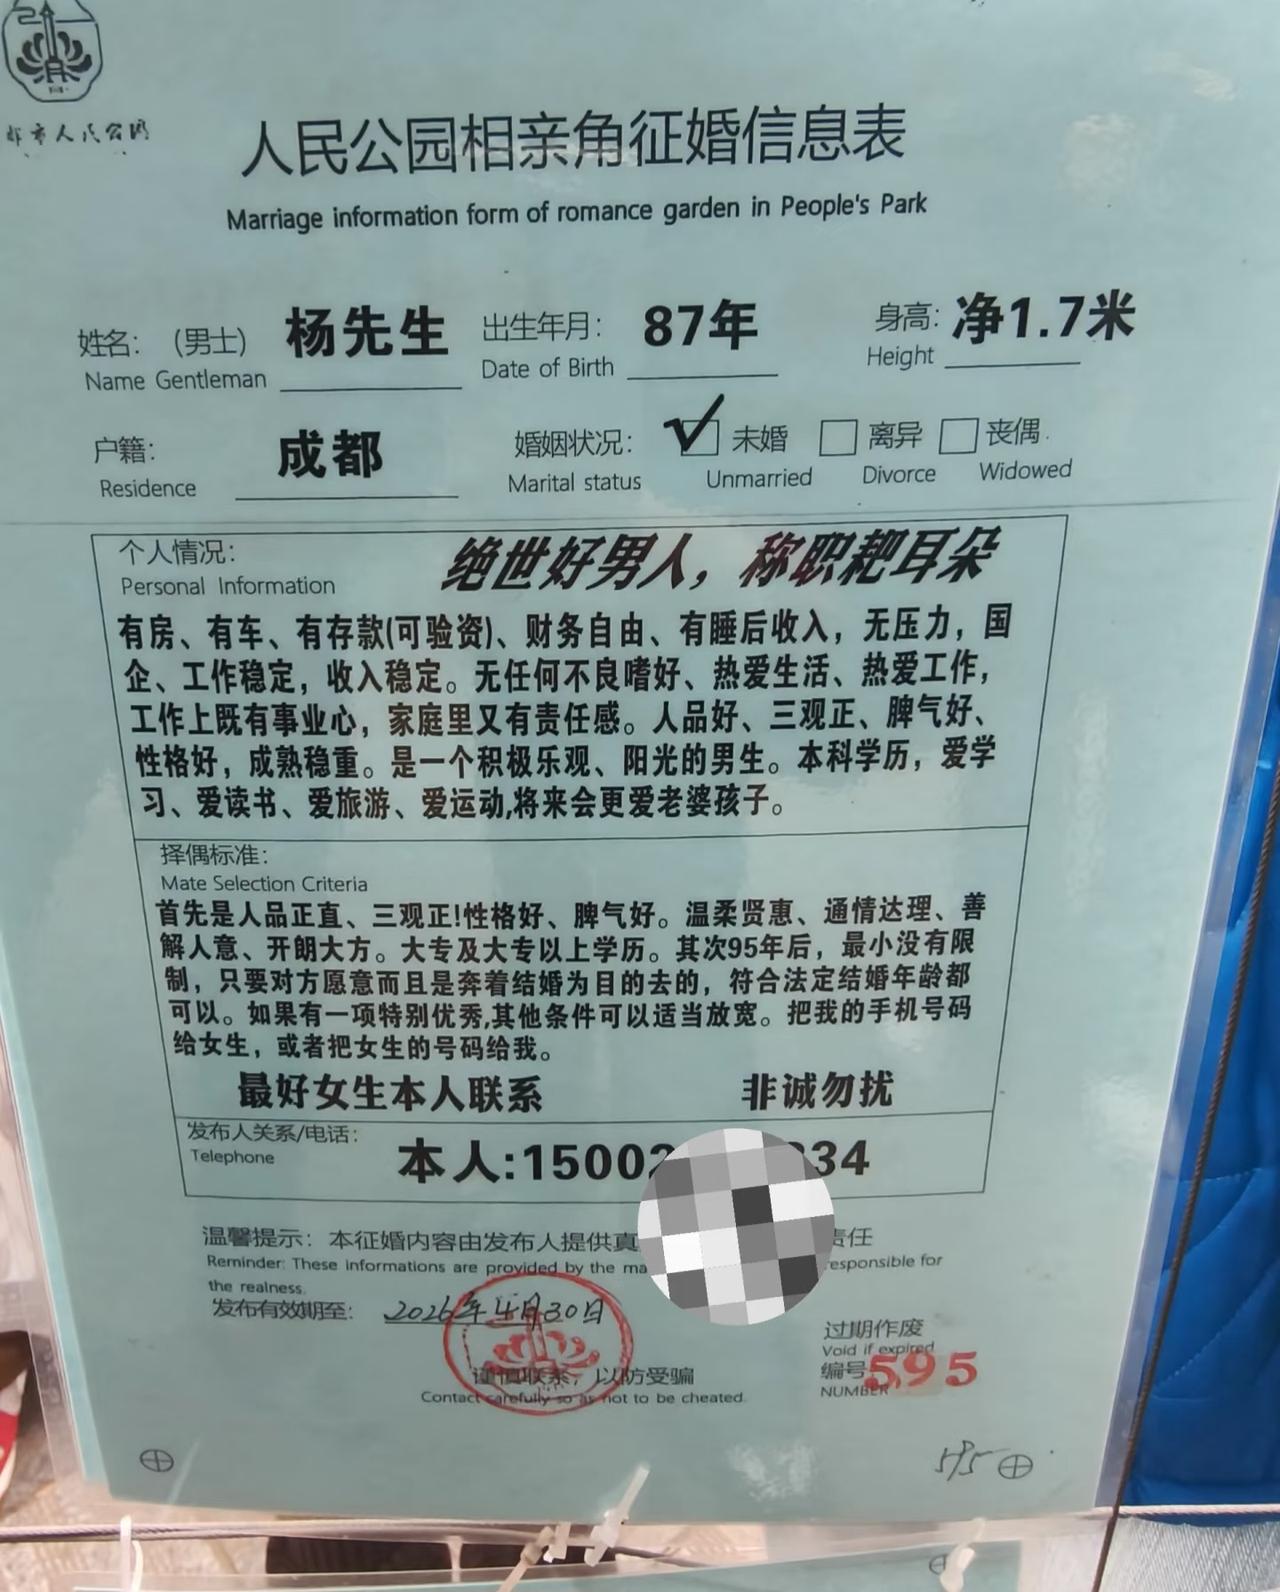 市人民公园
人民公园相亲角征婚信息表
Marriage information form of romance garden in People's Park
姓名: (男士) 杨先生 出生年月: 87年 身高: 净1.7米
Name Gentleman Date of Birth Height
户籍: 成都 婚姻状况: 未婚 离异 丧偶
Residence Marital status Unmarried Divorce Widowed
个人情况: 绝世好男人，称职耙耳朵
Personal Information
有房、有车、有存款(可验资)、财务自由、有睡后收入，无压力，国
企、工作稳定，收入稳定。无任何不良嗜好、热爱生活、热爱工作，
工作上既有事业心，家庭里又有责任感。人品好、三观正、脾气好、
性格好，成熟稳重。是一个积极乐观、阳光的男生。本科学历，爱学
习、爱读书、爱旅游、爱运动,将来会更爱老婆孩子。
择偶标准:
Mate Selection Criteria
首先是人品正直、三观正!性格好、脾气好。温柔贤惠、通情达理、善
解人意、开朗大方。大专及大专以上学历。其次95年后，最小没有限
制，只要对方愿意而且是奔着结婚为目的去的，符合法定结婚年龄都
可以。如果有一项特别优秀,其他条件可以适当放宽。把我的手机号码
给女生，或者把女生的号码给我。
最好女生本人联系 非诚勿扰
发布人关系/电话: 本人:15002 334
Telephone
温馨提示: 本征婚内容由发布人提供真 责任
Reminder: These informations are provided by the ma responsible for
the realness.
发布有效期至: 2026年4月30日
过期作废
Void if expired
谨慎联系，以防受骗 编号 595
Contact carefully so as not to be cheated. NUMBER
595